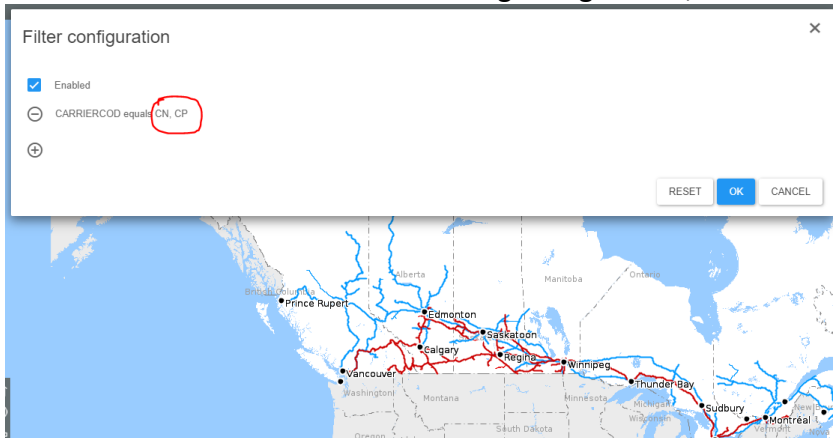 Filter configuration
×
Enabled
CARRIERCOD equals CN, CP
RESET OK CANCEL
Alberta
Manitoba
Ontario
British Columbia
Prince Rupert
Edmonton
Saskatoon
Calgary
Regina
Winnipeg
Vancouver
Thunder Bay
Washington
Montana
Minnesota
Michigan
Sudbury
Wisconsin
Montréal
Vermont
Oregon
South Dakota